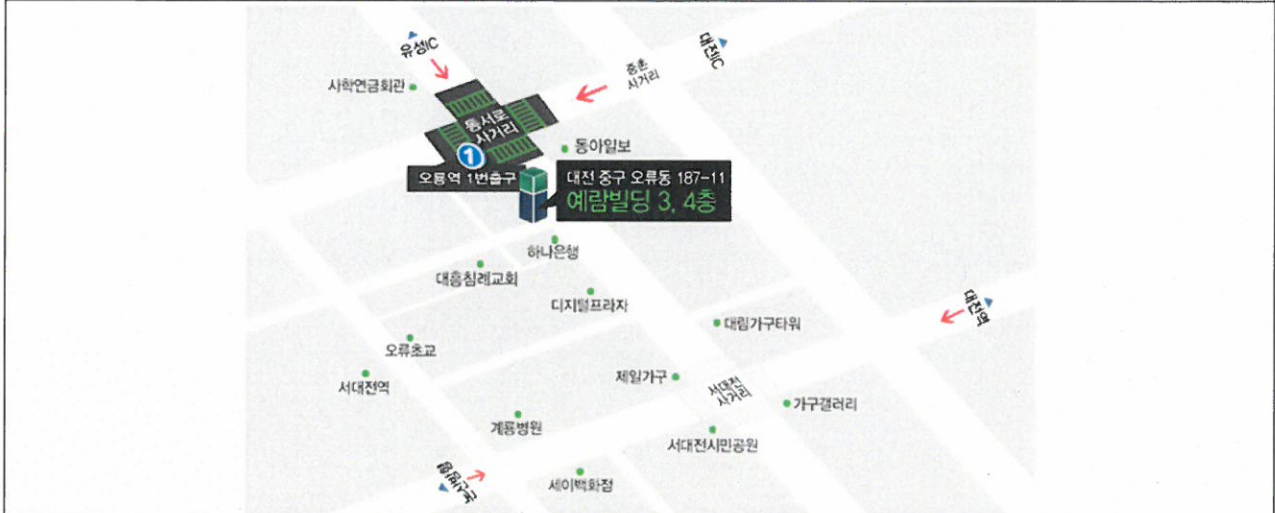 유성IC
대전IC
중촌
사거리
사학연금회관
동서로
사거리
동아일보
1
오룡역 1번출구
대전 중구 오류동 187-11
예람빌딩 3, 4층
하나은행
대흥침례교회
디지털프라자
대전역
대림가구타워
오류초교
서대전역
제일가구
서대전
사거리
가구갤러리
계룡병원
서대전시민공원
세이백화점